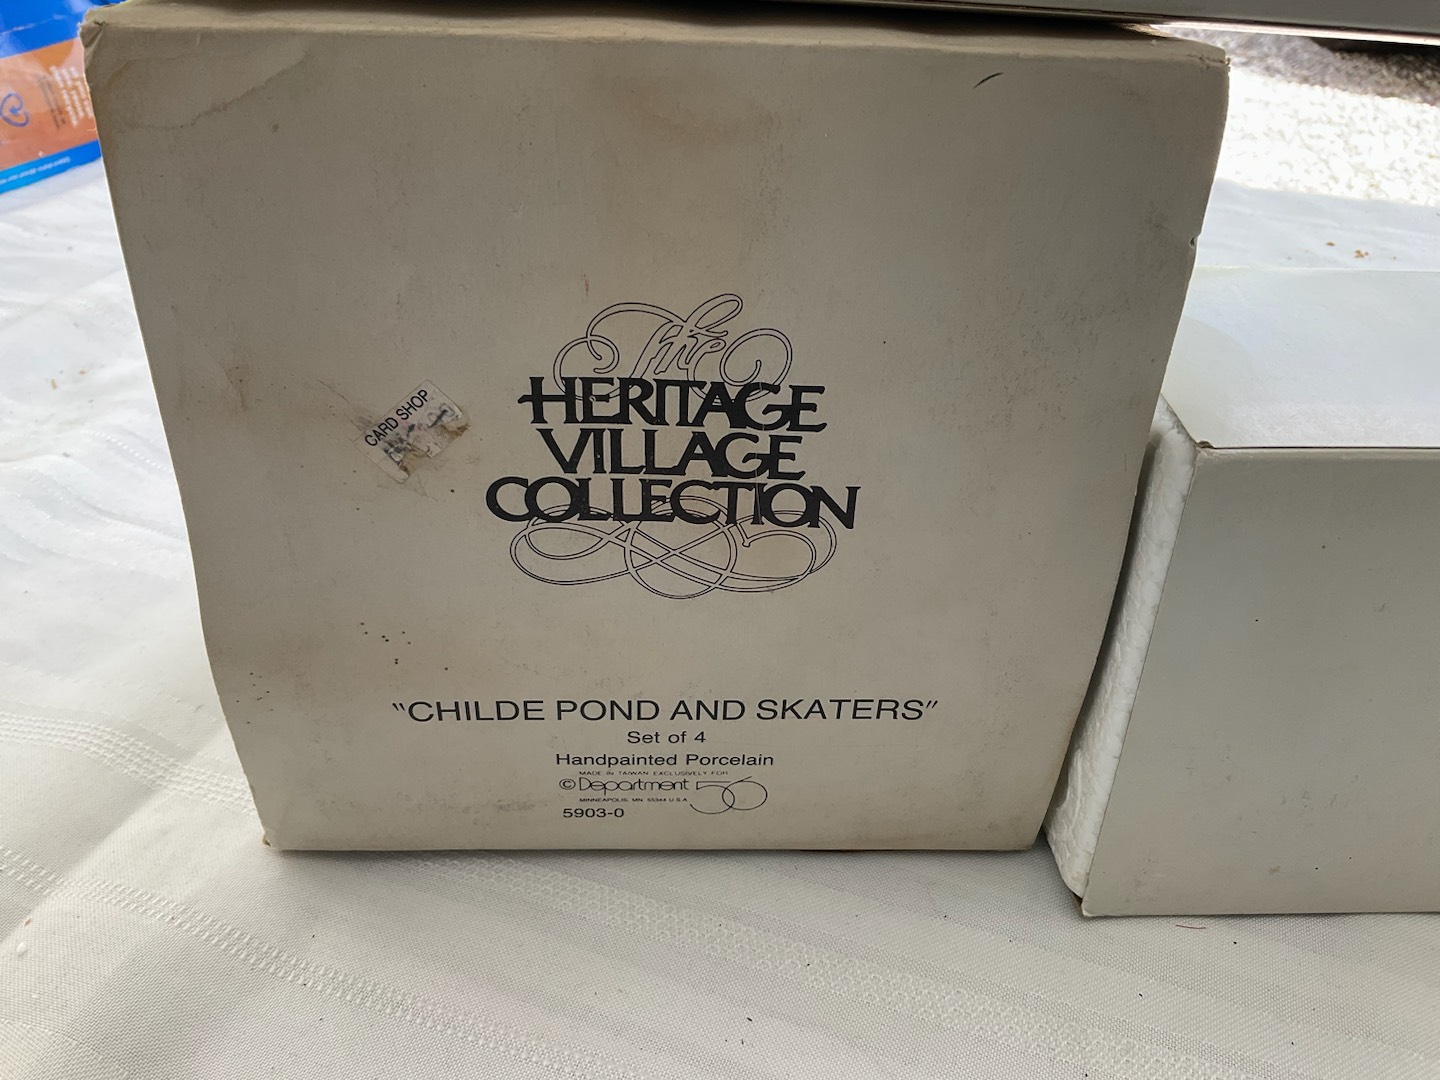 The
HERITAGE
VILLAGE
COLLECTION
CARD SHOP
"CHILDE POND AND SKATERS"
Set of 4
Handpainted Porcelain
MADE IN TAIWAN EXCLUSIVELY FOR
© Department 56
MINNEAPOLIS, MN 55344 U.S.A
5903-0